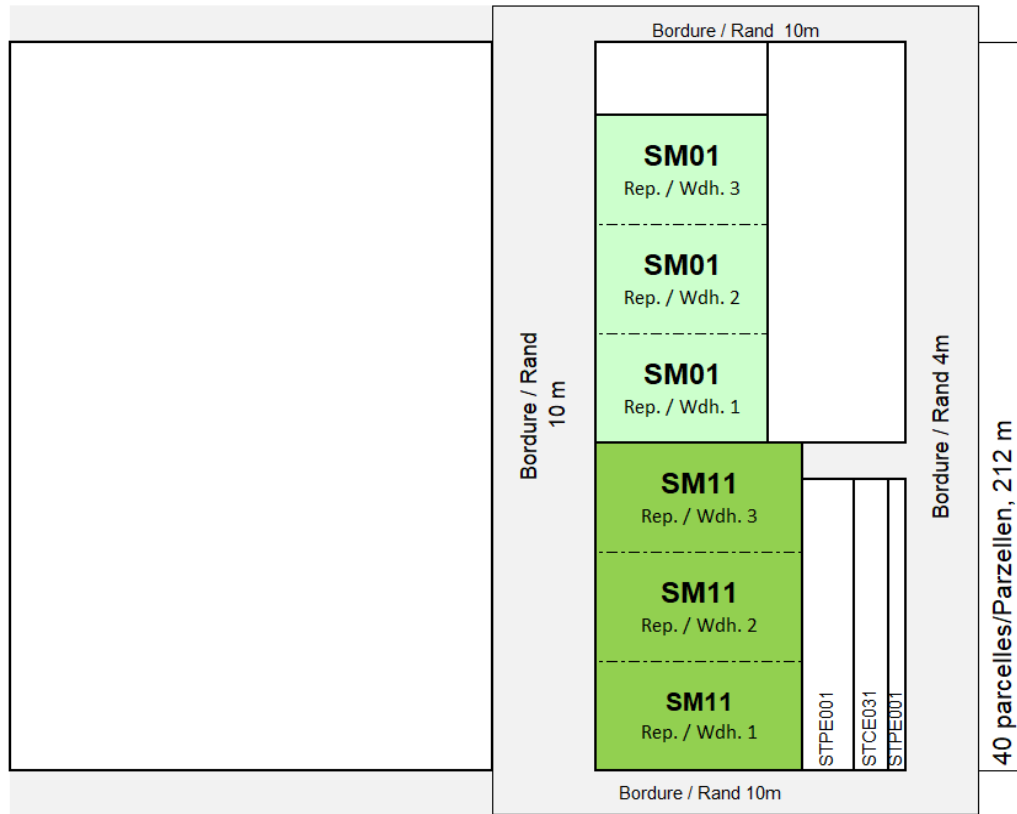 Bordure / Rand  10m
SM01
Rep. / Wdh. 3
SM01
Rep. / Wdh. 2
SM01
Rep. / Wdh. 1
Bordure / Rand
10 m
Bordure / Rand 4m
40 parcelles/Parzellen, 212 m
SM11
Rep. / Wdh. 3
SM11
Rep. / Wdh. 2
SM11
Rep. / Wdh. 1
STPE001
STCE031
STPE001
Bordure / Rand 10m